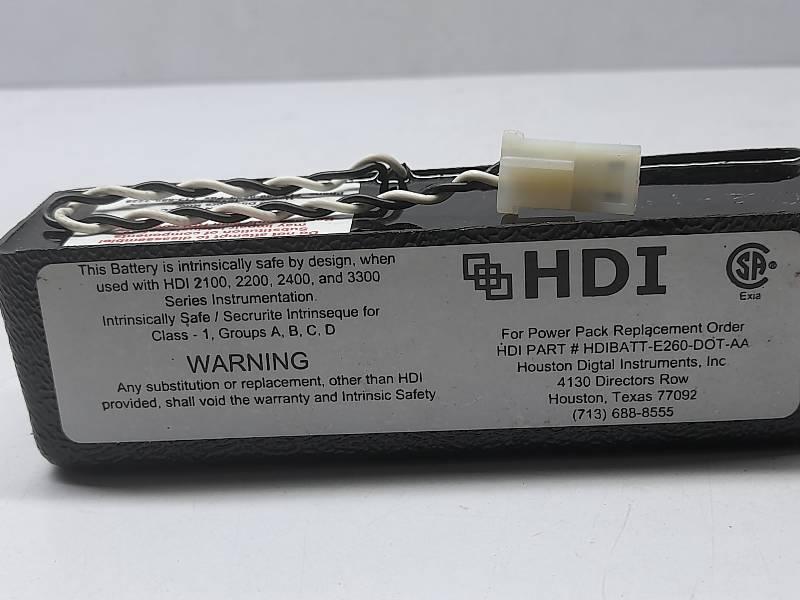 This Battery is intrinsically safe by design, when
used with HDI 2100, 2200, 2400, and 3300
Series Instrumentation.
Intrinsically Safe / Securite Intrinseque for
Class - 1, Groups A, B, C, D
WARNING
Any substitution or replacement, other than HDI
provided, shall void the warranty and Intrinsic Safety
HDI
SA®
Exia
For Power Pack Replacement Order
HDI PART # HDIBATT-E260-DOT-AA
Houston Digtal Instruments, Inc
4130 Directors Row
Houston, Texas 77092
(713) 688-8555